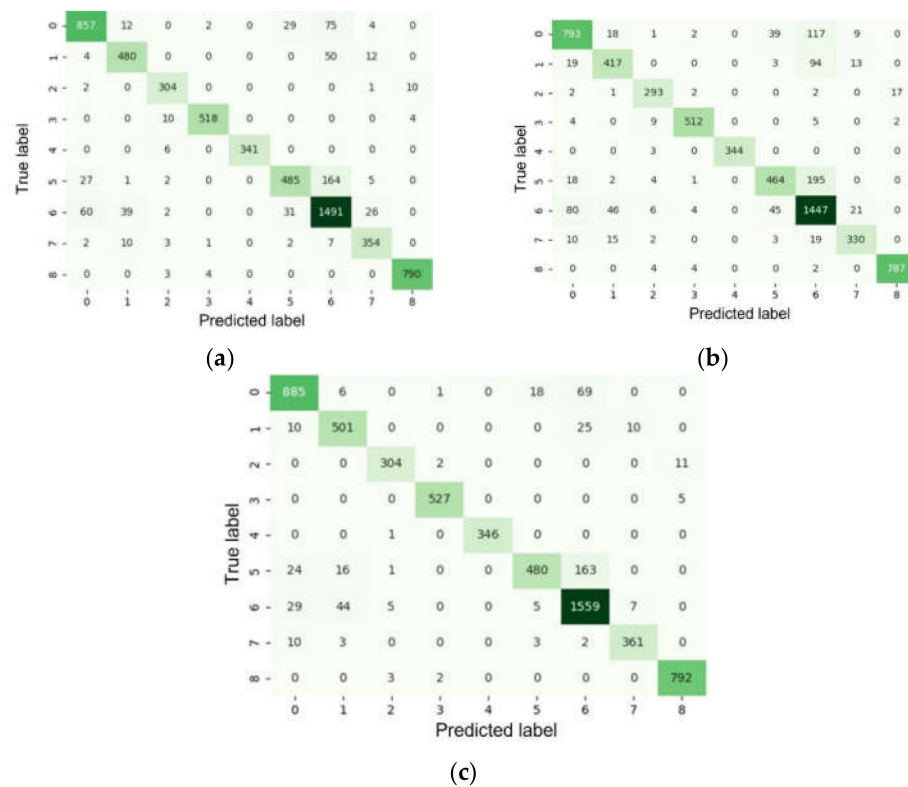 0 857 12 0 2 0 29 75 4 0
1 4 480 0 0 0 0 50 12 0
2 2 0 304 0 0 0 0 1 10
3 0 0 10 518 0 0 0 0 4
4 0 0 6 0 341 0 0 0 0
5 27 1 2 0 0 485 164 5 0
6 60 39 2 0 0 31 1491 26 0
7 2 10 3 1 0 2 7 354 0
8 0 0 3 4 0 0 0 0 790
0 1 2 3 4 5 6 7 8
True label
Predicted label
(a)
0 793 18 1 2 0 39 117 9 0
1 19 417 0 0 0 3 94 13 0
2 2 1 293 2 0 0 2 0 17
3 4 0 9 512 0 0 5 0 2
4 0 0 3 0 344 0 0 0 0
5 18 2 4 1 0 464 195 0 0
6 80 46 6 4 0 45 1447 21 0
7 10 15 2 0 0 3 19 330 0
8 0 0 4 4 0 0 2 0 787
0 1 2 3 4 5 6 7 8
True label
Predicted label
(b)
0 885 6 0 1 0 18 69 0 0
1 10 501 0 0 0 0 25 10 0
2 0 0 304 2 0 0 0 0 11
3 0 0 0 527 0 0 0 0 5
4 0 0 1 0 346 0 0 0 0
5 24 16 1 0 0 480 163 0 0
6 29 44 5 0 0 5 1559 7 0
7 10 3 0 0 0 3 2 361 0
8 0 0 3 2 0 0 0 0 792
0 1 2 3 4 5 6 7 8
True label
Predicted label
(c)